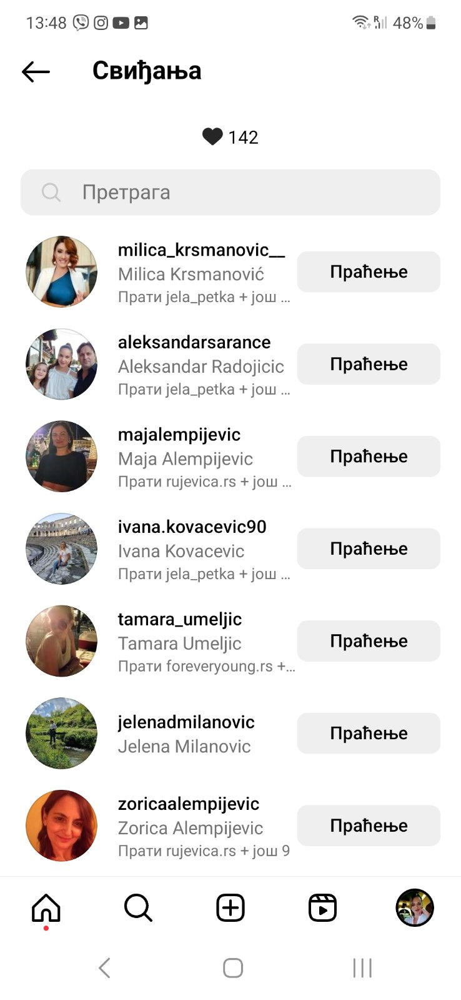 13:48
48%
Свиђања
142
Претрага
milica_krsmanovic__
Milica Krsmanović
Прати jela_petka + још ...
Праћење
aleksandarsarance
Aleksandar Radojicic
Прати jela_petka + још ...
Праћење
majalempijevic
Maja Alempijevic
Прати rujevica.rs + још ...
Праћење
ivana.kovacevic90
Ivana Kovacevic
Прати jela_petka + још ...
Праћење
tamara_umeljic
Tamara Umeljic
Прати foreveryoung.rs +...
Праћење
jelenadmilanovic
Jelena Milanovic
Праћење
zoricaalempijevic
Zorica Alempijevic
Прати rujevica.rs + још 9
Праћење